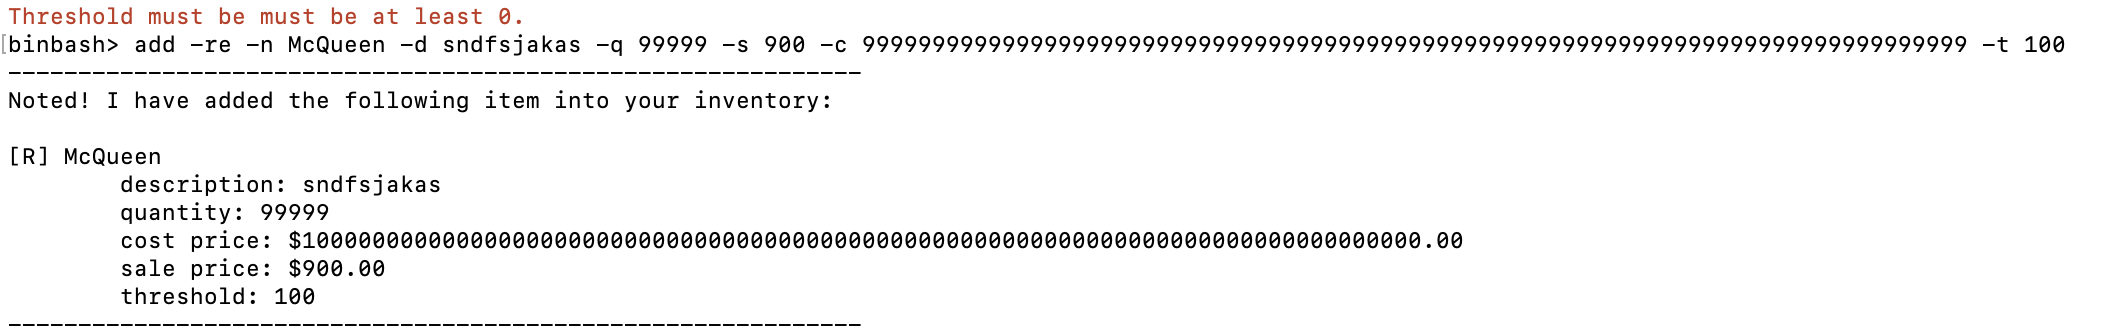 Threshold must be must be at least 0.
[binbash> add -re -n McQueen -d sndfsjakas -q 99999 -s 900 -c 9999999999999999999999999999999999999999999999999999999999999999999999999999999 -t 100
-------------------------------------------------------------
Noted! I have added the following item into your inventory:
[R] McQueen
description: sndfsjakas
quantity: 99999
cost price: $10000000000000000000000000000000000000000000000000000000000000000000000000000000.00
sale price: $900.00
threshold: 100
-------------------------------------------------------------